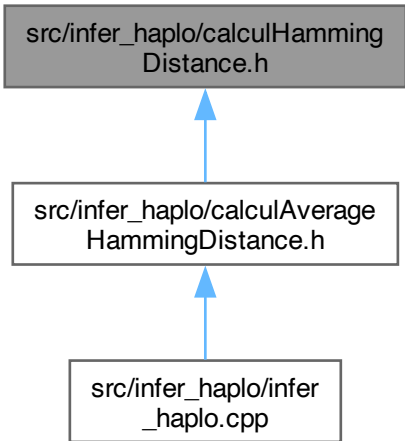 src/infer_haplo/calculHamming
Distance.h
src/infer_haplo/calculAverage
HammingDistance.h
src/infer_haplo/infer
_haplo.cpp